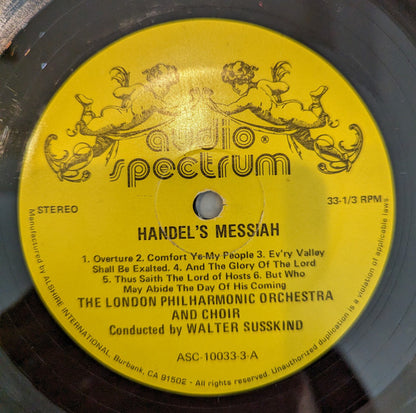 audio®
spectrum
STEREO
33-1/3 RPM
HANDEL'S MESSIAH
1. Overture 2. Comfort Ye-My People 3. Ev'ry Valley
Shall Be Exalted. 4. And The Glory Of The Lord
5. Thus Saith The Lord of Hosts 6. But Who
May Abide The Day Of His Coming
THE LONDON PHILHARMONIC ORCHESTRA
AND CHOIR
Conducted by WALTER SUSSKIND
ASC-10033-3-A
Manufactured by ALSHIRE INTERNATIONAL, Burbank, CA 91502 - All rights reserved. Unauthorized duplication is a violation of applicable laws